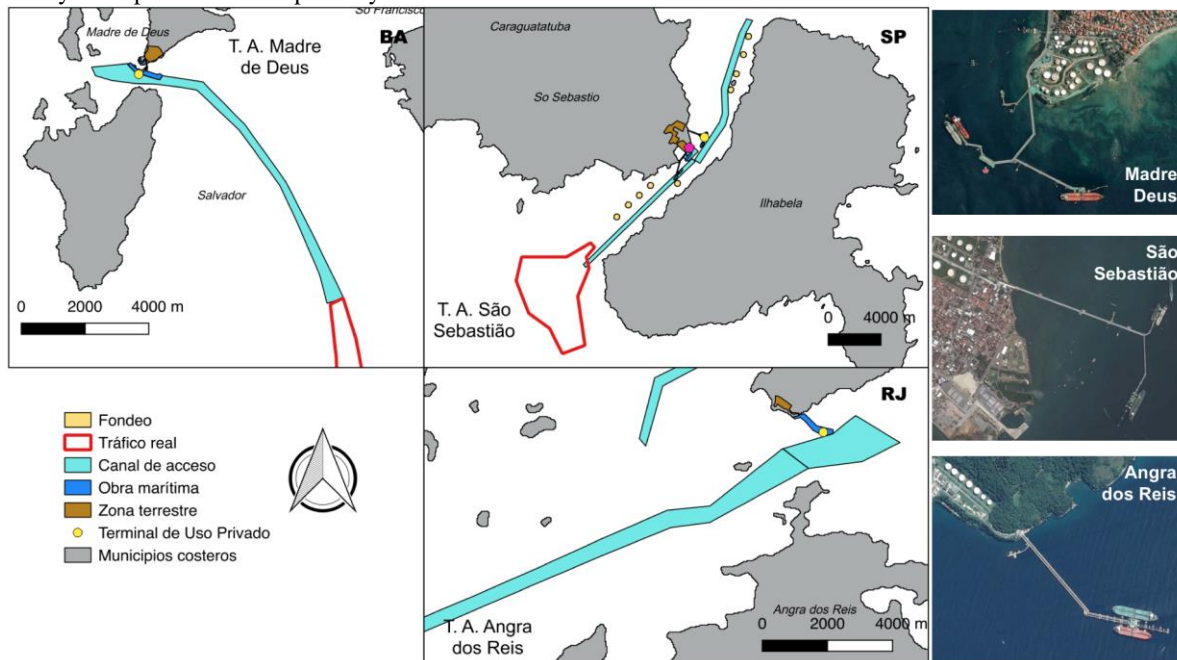 So Francisco
Madre de Deus
T. A. Madre
de Deus
BA
Salvador
0 2000 4000 m
Caraguatatuba
SP
So Sebastio
Ilhabela
T. A. São
Sebastião
0 4000 m
Madre
Deus
São
Sebastião
Angra
dos Reis
Fondeo
Tráfico real
Canal de acceso
Obra marítima
Zona terrestre
Terminal de Uso Privado
Municipios costeros
RJ
Angra dos Reis
T. A. Angra
dos Reis
0 2000 4000 m